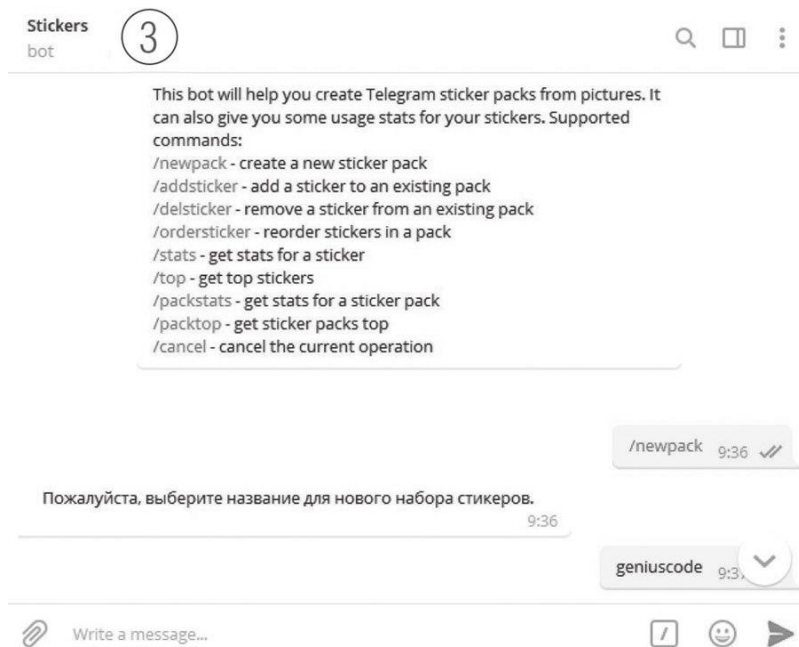 Stickers
bot
3
This bot will help you create Telegram sticker packs from pictures. It
can also give you some usage stats for your stickers. Supported
commands:
/newpack - create a new sticker pack
/addsticker - add a sticker to an existing pack
/delsticker - remove a sticker from an existing pack
/ordersticker - reorder stickers in a pack
/stats - get stats for a sticker
/top - get top stickers
/packstats - get stats for a sticker pack
/packtop - get sticker packs top
/cancel - cancel the current operation
/newpack 9:36
Пожалуйста, выберите название для нового набора стикеров.
9:36
geniuscode
Write a message...